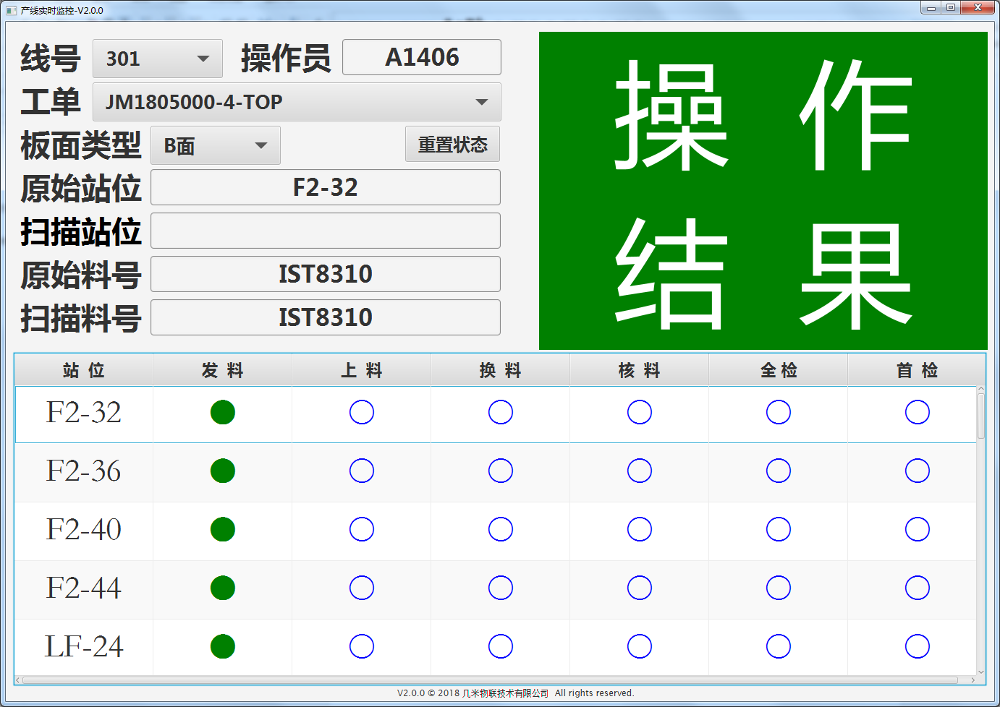 产线实时监控-V2.0.0
线号 301 操作员 A1406
工单 JM1805000-4-TOP
板面类型 B面 重置状态
原始站位 F2-32
扫描站位
原始料号 IST8310
扫描料号 IST8310
操 作
结 果
站 位 发 料 上 料 换 料 核 料 全 检 首 检
F2-32
F2-36
F2-40
F2-44
LF-24
V2.0.0 © 2018 几米物联技术有限公司 All rights reserved.